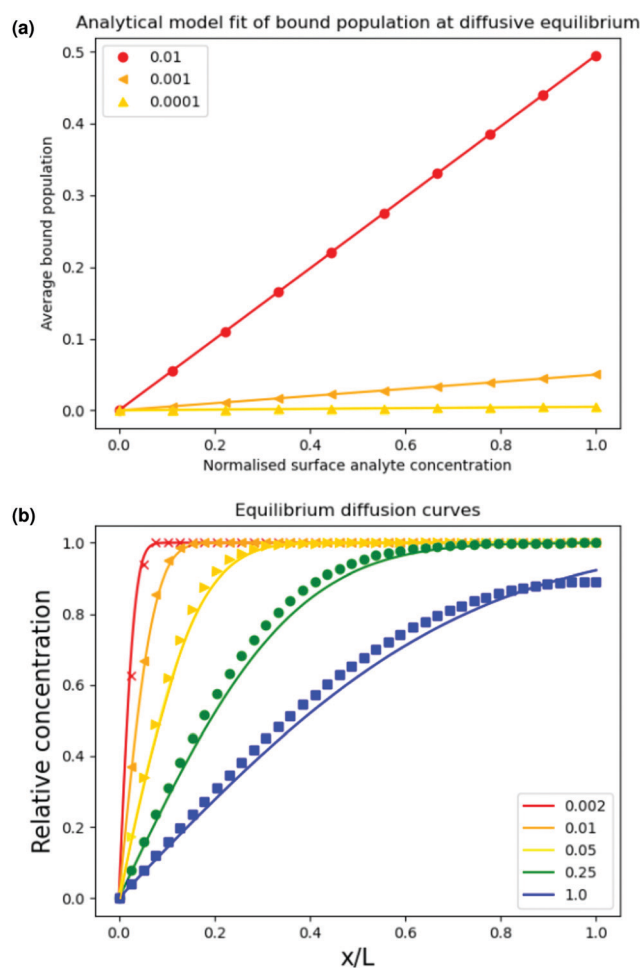 (a)
Analytical model fit of bound population at diffusive equilibrium
0.5
0.4
0.3
0.2
0.1
0.0
Average bound population
0.01
0.001
0.0001
0.0 0.2 0.4 0.6 0.8 1.0
Normalised surface analyte concentration
(b)
Equilibrium diffusion curves
1.0
0.8
0.6
0.4
0.2
0.0
Relative concentration
0.002
0.01
0.05
0.25
1.0
0.0 0.2 0.4 0.6 0.8 1.0
x/L